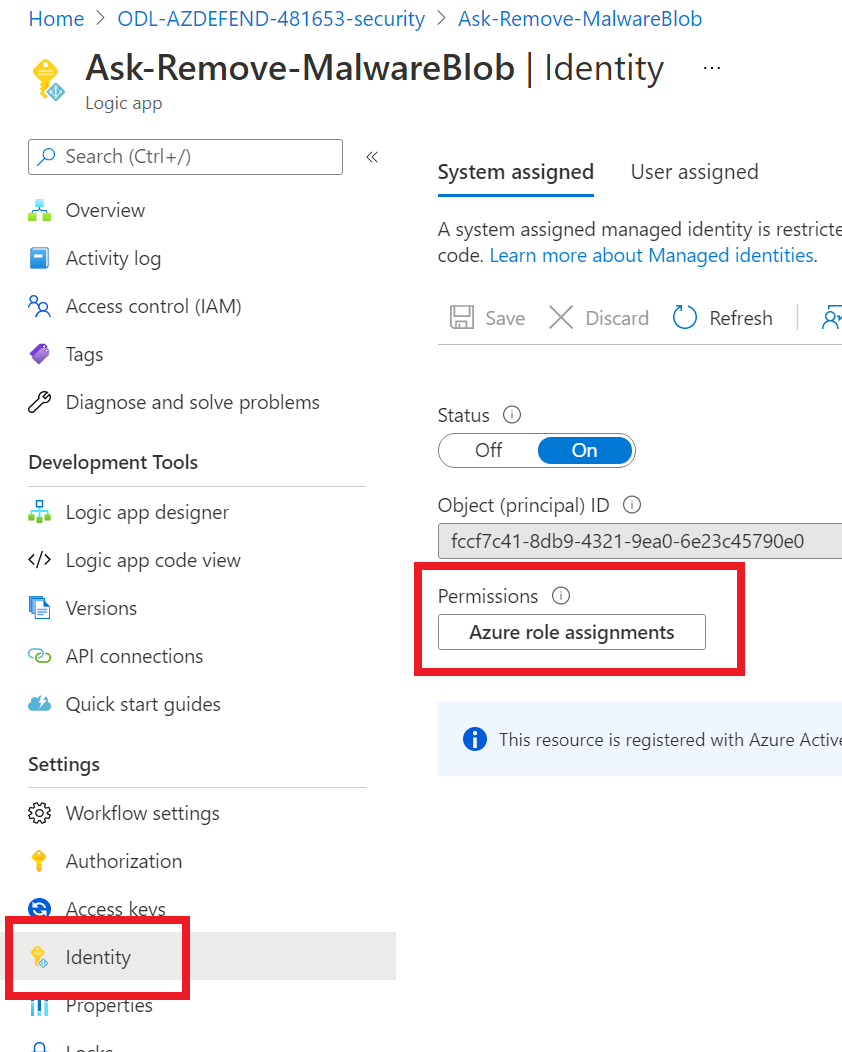 Home > ODL-AZDEFEND-481653-security > Ask-Remove-MalwareBlob
Ask-Remove-MalwareBlob | Identity ...
Logic app
Search (Ctrl+/) «
Overview
Activity log
Access control (IAM)
Tags
Diagnose and solve problems
Development Tools
Logic app designer
Logic app code view
Versions
API connections
Quick start guides
Settings
Workflow settings
Authorization
Access keys
Identity
Properties
Locks
System assigned User assigned
A system assigned managed identity is restricte
code. Learn more about Managed identities.
Save Discard Refresh
Status
Off On
Object (principal) ID
fccf7c41-8db9-4321-9ea0-6e23c45790e0
Permissions
Azure role assignments
This resource is registered with Azure Active